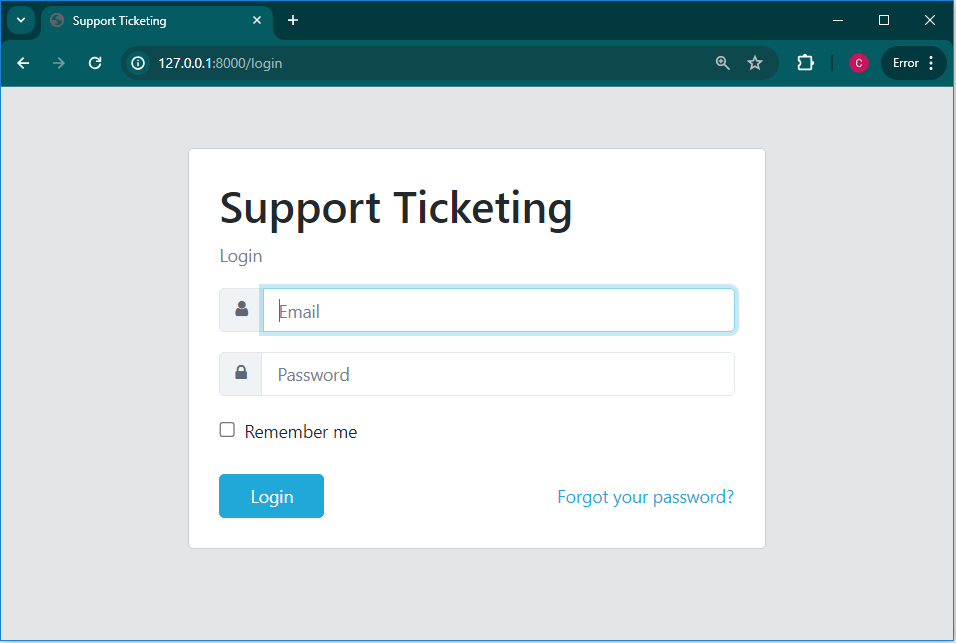 Support Ticketing
127.0.0.1:8000/login
C
Error
Support Ticketing
Login
Email
Password
Remember me
Login
Forgot your password?